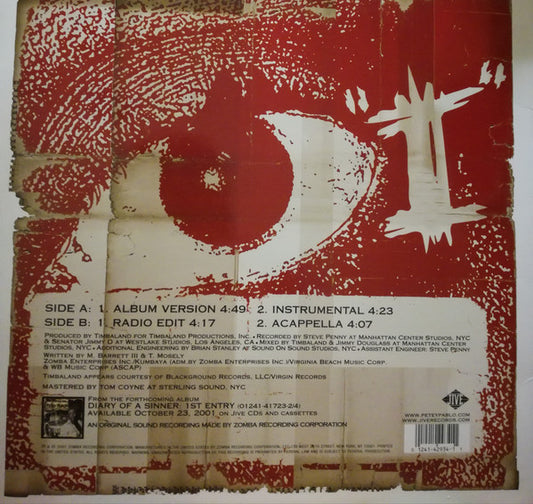 "I"
SIDE A: 1. ALBUM VERSION 4:49 2. INSTRUMENTAL 4:23
SIDE B: 1. RADIO EDIT 4:17 2. ACAPPELLA 4:07
PRODUCED BY TIMBALAND FOR TIMBALAND PRODUCTIONS, INC. • RECORDED BY STEVE PENNY AT MANHATTAN CENTER STUDIOS, NYC
& SENATOR JIMMY D AT WESTLAKE STUDIOS, LOS ANGELES, CA • MIXED BY TIMBALAND & JIMMY DOUGLASS AT MANHATTAN CENTER
STUDIOS, NYC • ADDITIONAL ENGINEERING BY BRIAN STANLEY AT SOUND ON SOUND STUDIOS, NYC • ASSISTANT ENGINEER: STEVE PENNY
WRITTEN BY M. BARRETT III & T. MOSELY
ZOMBA ENTERPRISES INC./KUMBAYA (ADM BY ZOMBA ENTERPRISES INC.)/VIRGINIA BEACH MUSIC CORP.
& WB MUSIC CORP (ASCAP)
TIMBALAND APPEARS COURTESY OF BLACKGROUND RECORDS, LLC/VIRGIN RECORDS
MASTERED BY TOM COYNE AT STERLING SOUND, NYC
FROM THE FORTHCOMING ALBUM
DIARY OF A SINNER: 1ST ENTRY (01241-41723-2/4)
AVAILABLE OCTOBER 23, 2001 ON JIVE CDS AND CASSETTES
AN ORIGINAL SOUND RECORDING MADE BY ZOMBA RECORDING CORPORATION
JIVE
WWW.PETEYPABLO.COM
WWW.JIVERECORDS.COM
0 1241-42934-1 1